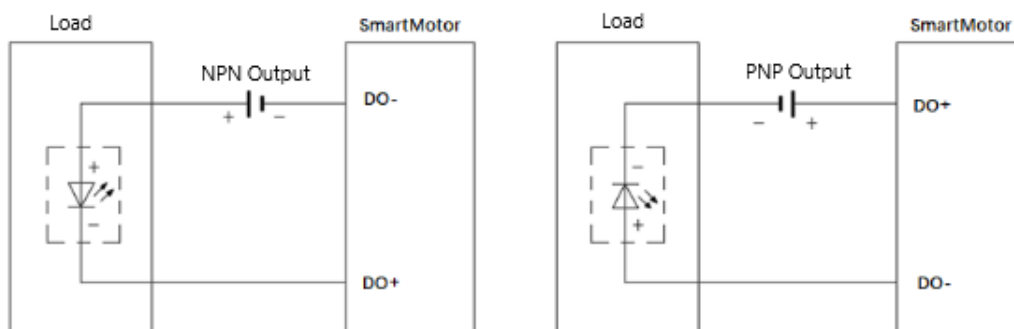 Load
SmartMotor
NPN Output
DO-
+
−
+
−
DO+
Load
SmartMotor
PNP Output
DO+
−
+
−
+
DO-